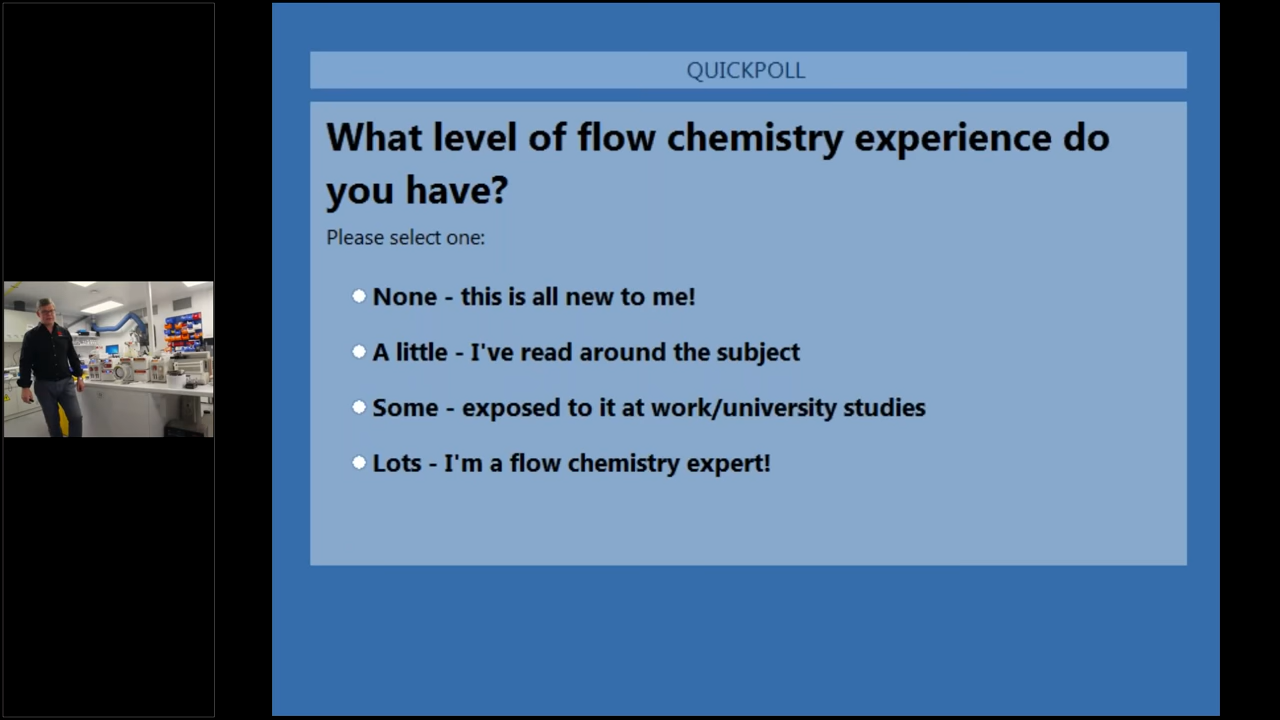 QUICKPOLL
What level of flow chemistry experience do
you have?
Please select one:
None - this is all new to me!
A little - I've read around the subject
Some - exposed to it at work/university studies
Lots - I'm a flow chemistry expert!